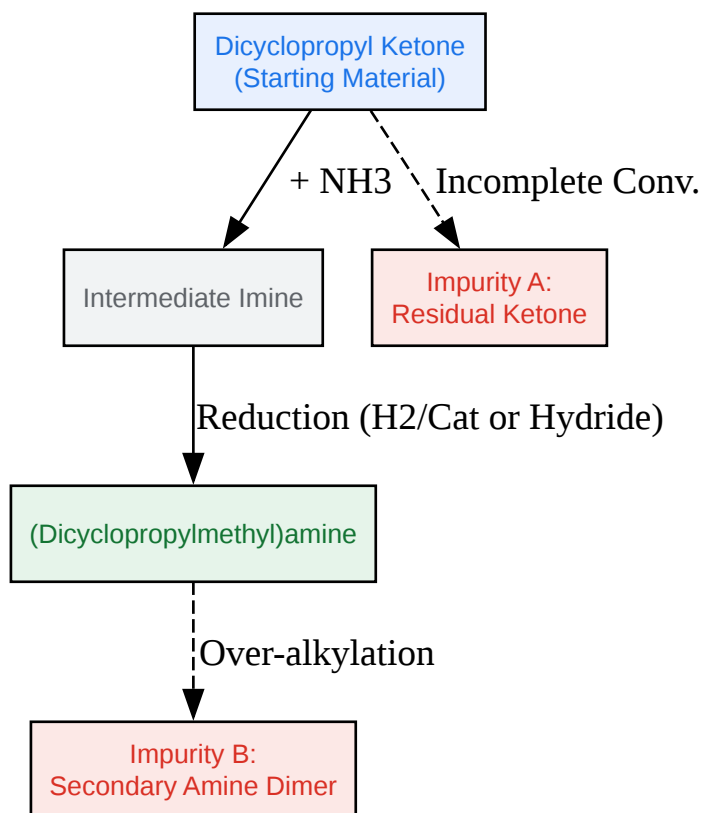 Dicyclopropyl Ketone
(Starting Material)
+ NH3
Incomplete Conv.
Intermediate Imine
Impurity A:
Residual Ketone
Reduction (H2/Cat or Hydride)
(Dicyclopropylmethyl)amine
Over-alkylation
Impurity B:
Secondary Amine Dimer